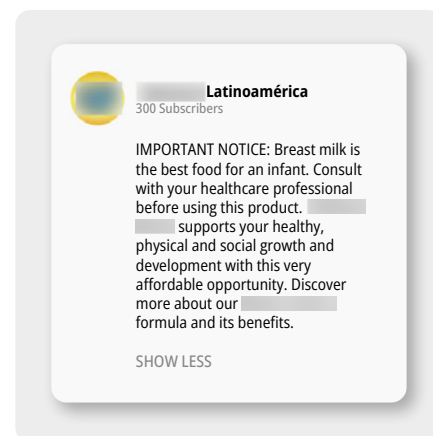 Latinoamérica
300 Subscribers
IMPORTANT NOTICE: Breast milk is
the best food for an infant. Consult
with your healthcare professional
before using this product.
supports your healthy,
physical and social growth and
development with this very
affordable opportunity. Discover
more about our
formula and its benefits.
SHOW LESS